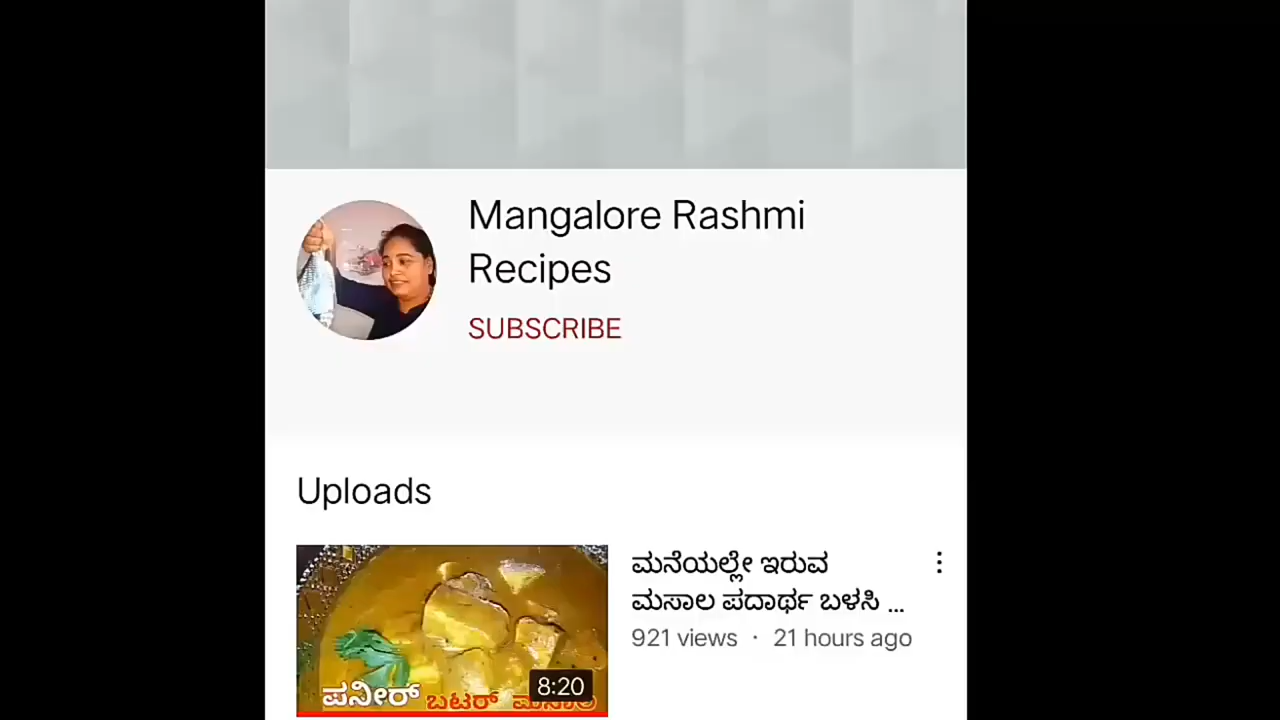 Mangalore Rashmi
Recipes
SUBSCRIBE
Uploads
ಮನೆಯಲ್ಲೇ ಇರುವ
ಮಸಾಲ ಪದಾರ್ಥ ಬಳಸಿ ...
921 views · 21 hours ago
ಪನೀರ್ ಬಟರ್ ಮಸಾಲ
8:20